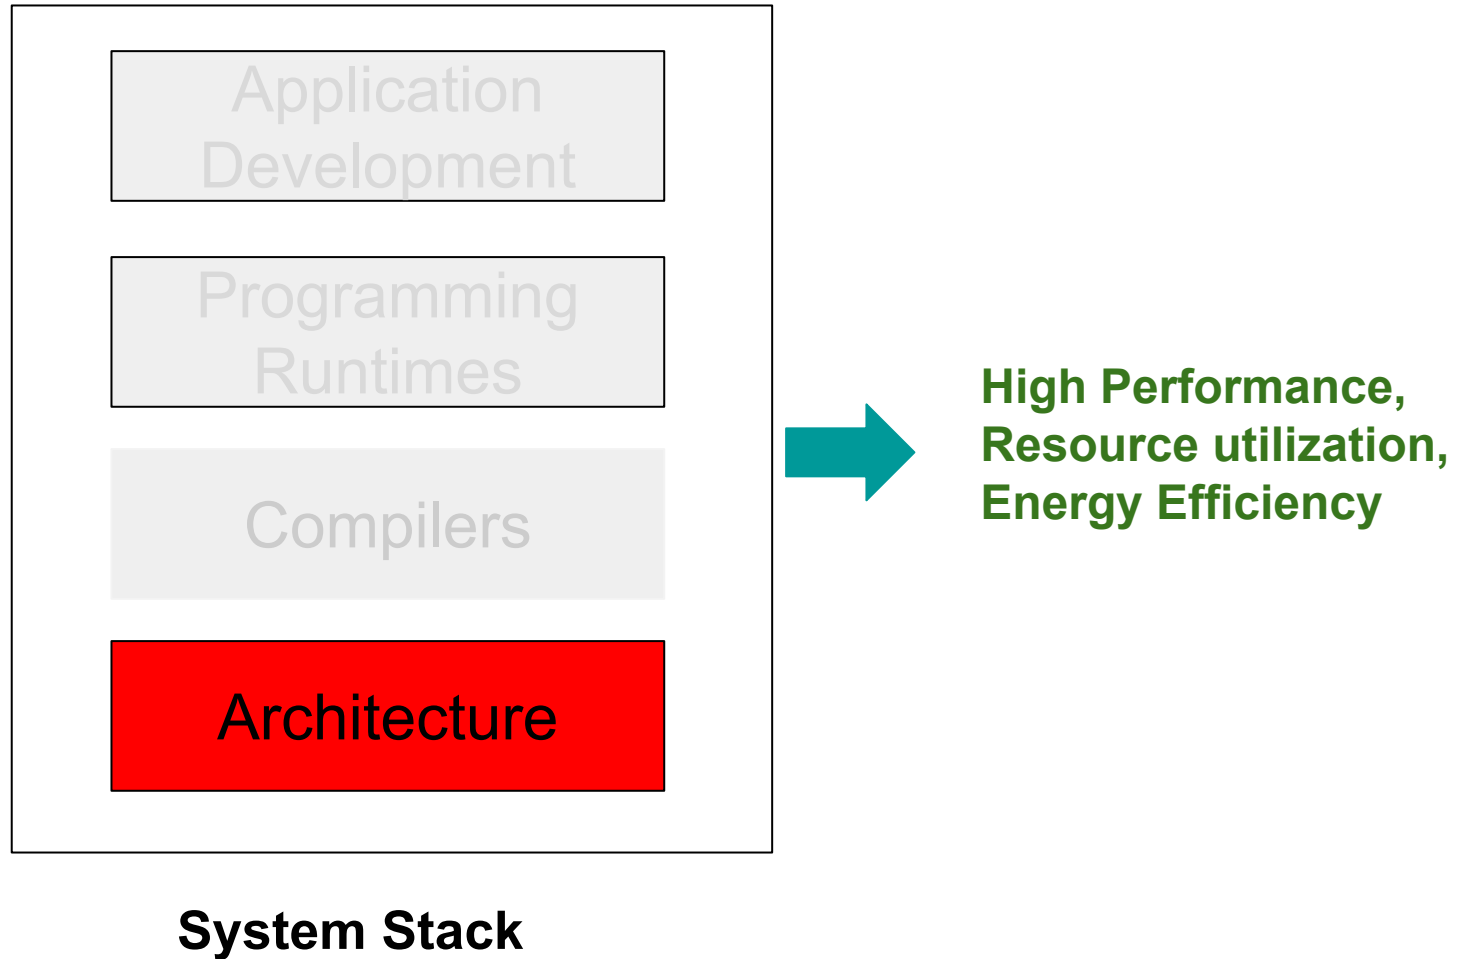 Application
Development
Programming
Runtimes
Compilers
Architecture
High Performance,
Resource utilization,
Energy Efficiency
System Stack